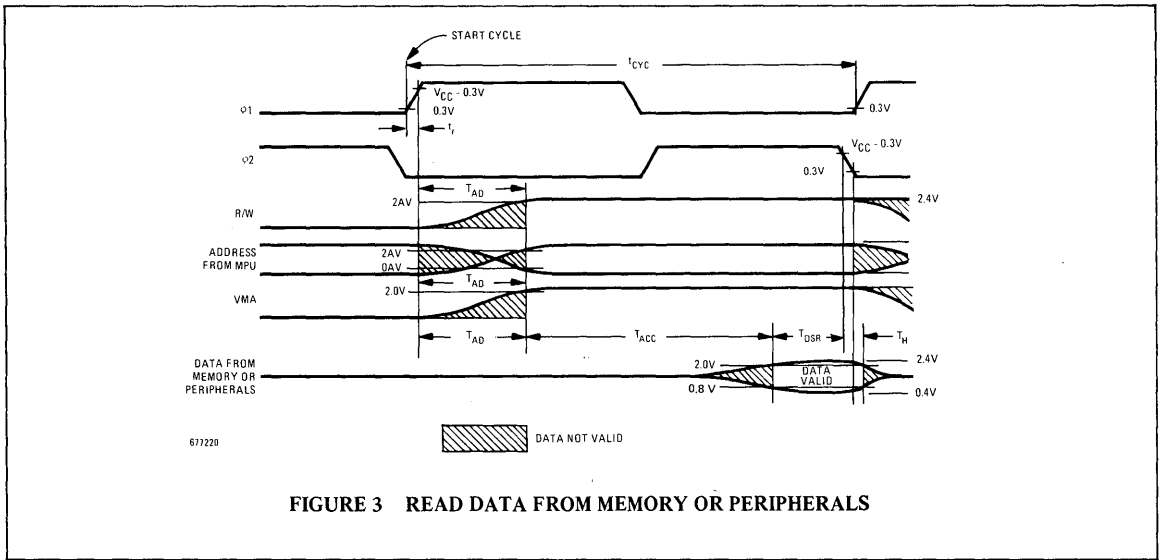 START CYCLE
tCYC
VCC - 0.3V
0.3V
0.3V
φ1
tr
φ2
VCC - 0.3V
0.3V
TAD
2AV
2.4V
R/W
ADDRESS
FROM MPU
2AV
0AV
TAD
2.0V
VMA
TAD
TACC
TDSR
TH
DATA FROM
MEMORY OR
PERIPHERALS
2.0V
2.4V
DATA
VALID
0.8 V
0.4V
677220
DATA NOT VALID
FIGURE 3 READ DATA FROM MEMORY OR PERIPHERALS